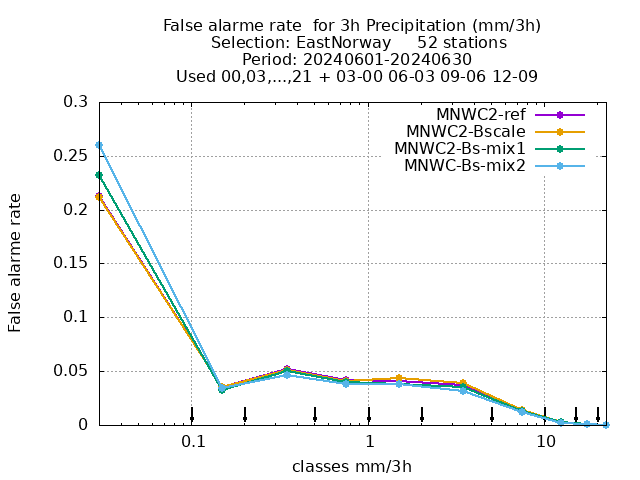 False alarme rate  for 3h Precipitation (mm/3h)
Selection: EastNorway     52 stations
Period: 20240601-20240630
Used 00,03,...,21 + 03-00 06-03 09-06 12-09
MNWC2-ref
MNWC2-Bscale
MNWC2-Bs-mix1
MNWC-Bs-mix2
False alarme rate
0.3
0.25
0.2
0.15
0.1
0.05
0
0.1 1 10
classes mm/3h